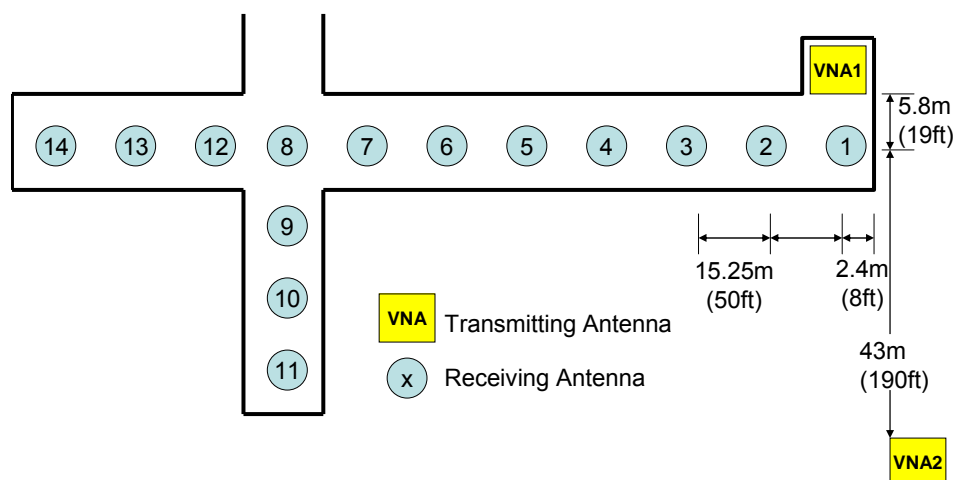 VNA1
5.8m
(19ft)
14 13 12 8 7 6 5 4 3 2 1
9
15.25m
(50ft)
2.4m
(8ft)
10
VNA Transmitting Antenna
43m
(190ft)
11
x Receiving Antenna
VNA2